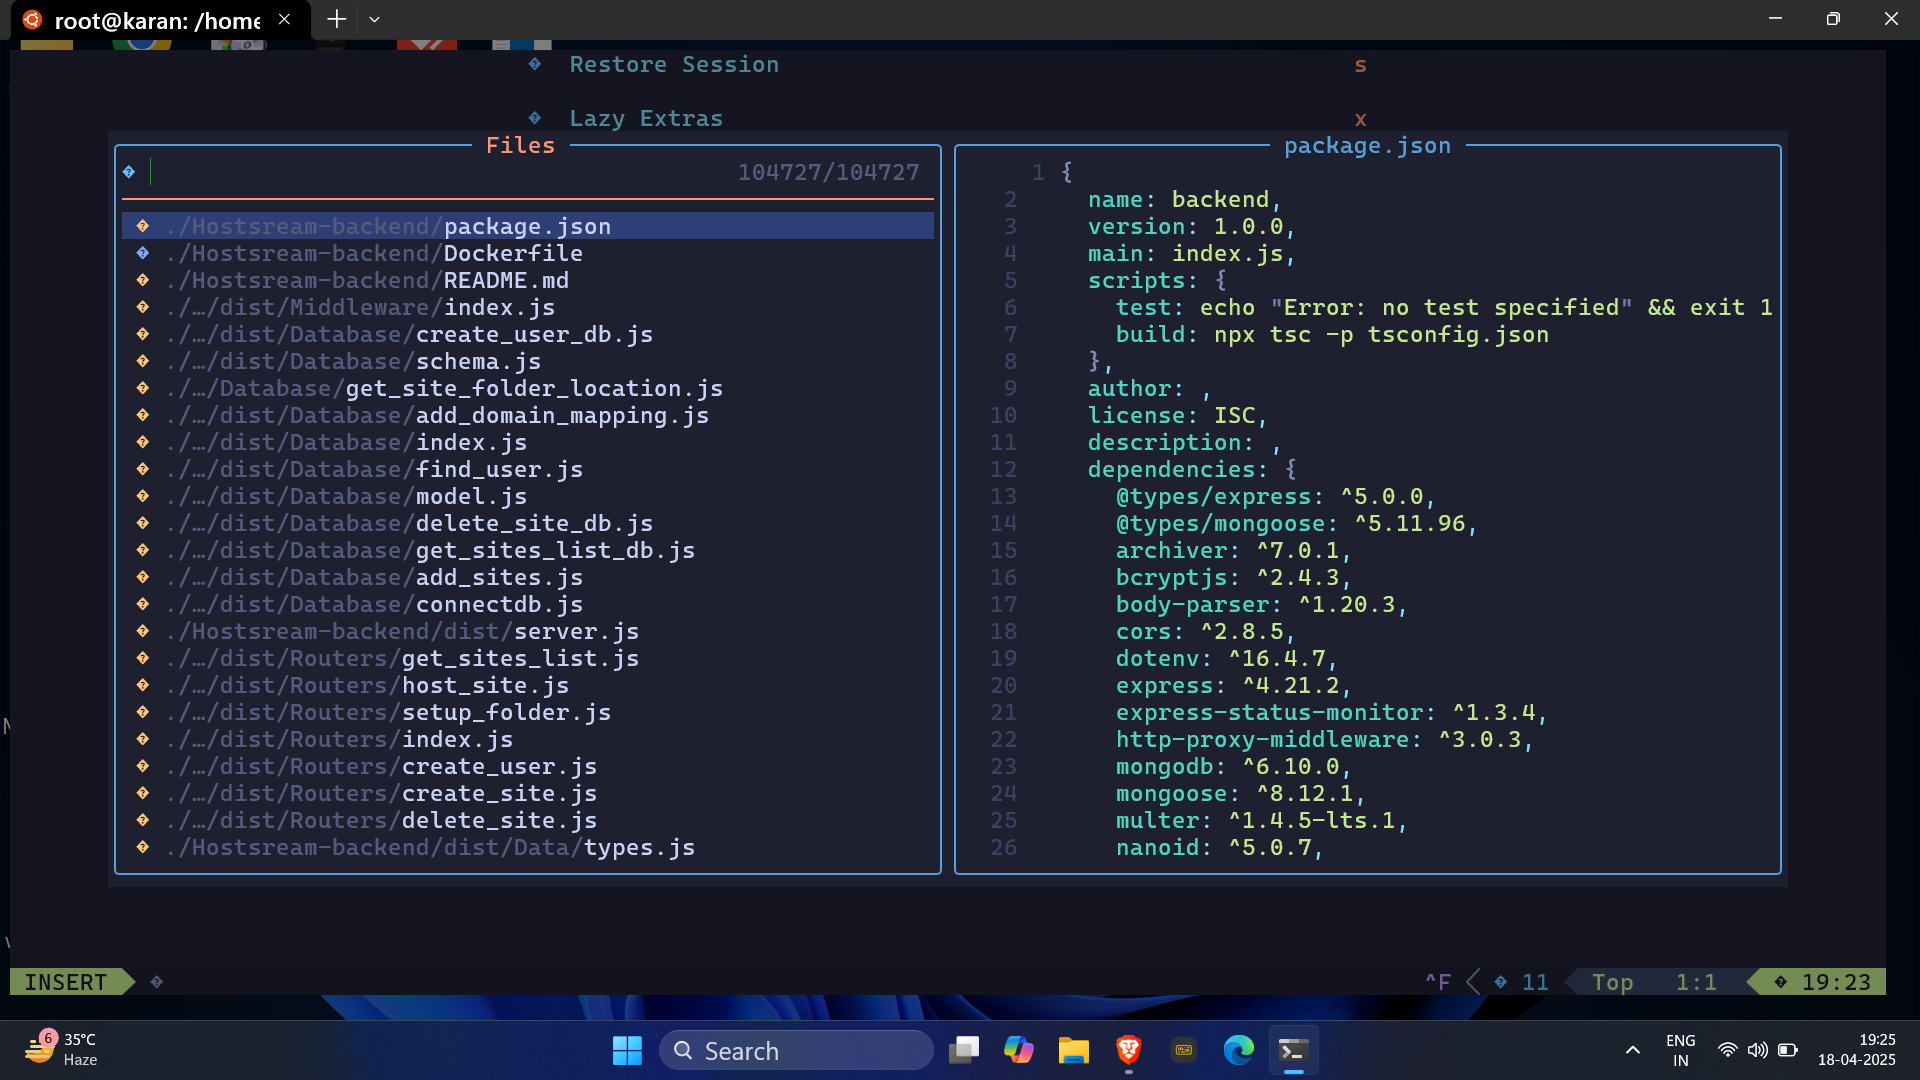 root@karan: /home
Restore Session s
Lazy Extras x
Files
104727/104727
./Hostsream-backend/package.json
./Hostsream-backend/Dockerfile
./Hostsream-backend/README.md
./…/dist/Middleware/index.js
./…/dist/Database/create_user_db.js
./…/dist/Database/schema.js
./…/Database/get_site_folder_location.js
./…/dist/Database/add_domain_mapping.js
./…/dist/Database/index.js
./…/dist/Database/find_user.js
./…/dist/Database/model.js
./…/dist/Database/delete_site_db.js
./…/dist/Database/get_sites_list_db.js
./…/dist/Database/add_sites.js
./…/dist/Database/connectdb.js
./Hostsream-backend/dist/server.js
./…/dist/Routers/get_sites_list.js
./…/dist/Routers/host_site.js
./…/dist/Routers/setup_folder.js
./…/dist/Routers/index.js
./…/dist/Routers/create_user.js
./…/dist/Routers/create_site.js
./…/dist/Routers/delete_site.js
./Hostsream-backend/dist/Data/types.js
package.json
1 {
2 name: backend,
3 version: 1.0.0,
4 main: index.js,
5 scripts: {
6 test: echo "Error: no test specified" && exit 1
7 build: npx tsc -p tsconfig.json
8 },
9 author: ,
10 license: ISC,
11 description: ,
12 dependencies: {
13 @types/express: ^5.0.0,
14 @types/mongoose: ^5.11.96,
15 archiver: ^7.0.1,
16 bcryptjs: ^2.4.3,
17 body-parser: ^1.20.3,
18 cors: ^2.8.5,
19 dotenv: ^16.4.7,
20 express: ^4.21.2,
21 express-status-monitor: ^1.3.4,
22 http-proxy-middleware: ^3.0.3,
23 mongodb: ^6.10.0,
24 mongoose: ^8.12.1,
25 multer: ^1.4.5-lts.1,
26 nanoid: ^5.0.7,
INSERT ^F 11 Top 1:1 19:23
6 35°C
Haze
Search
ENG
IN
19:25
18-04-2025